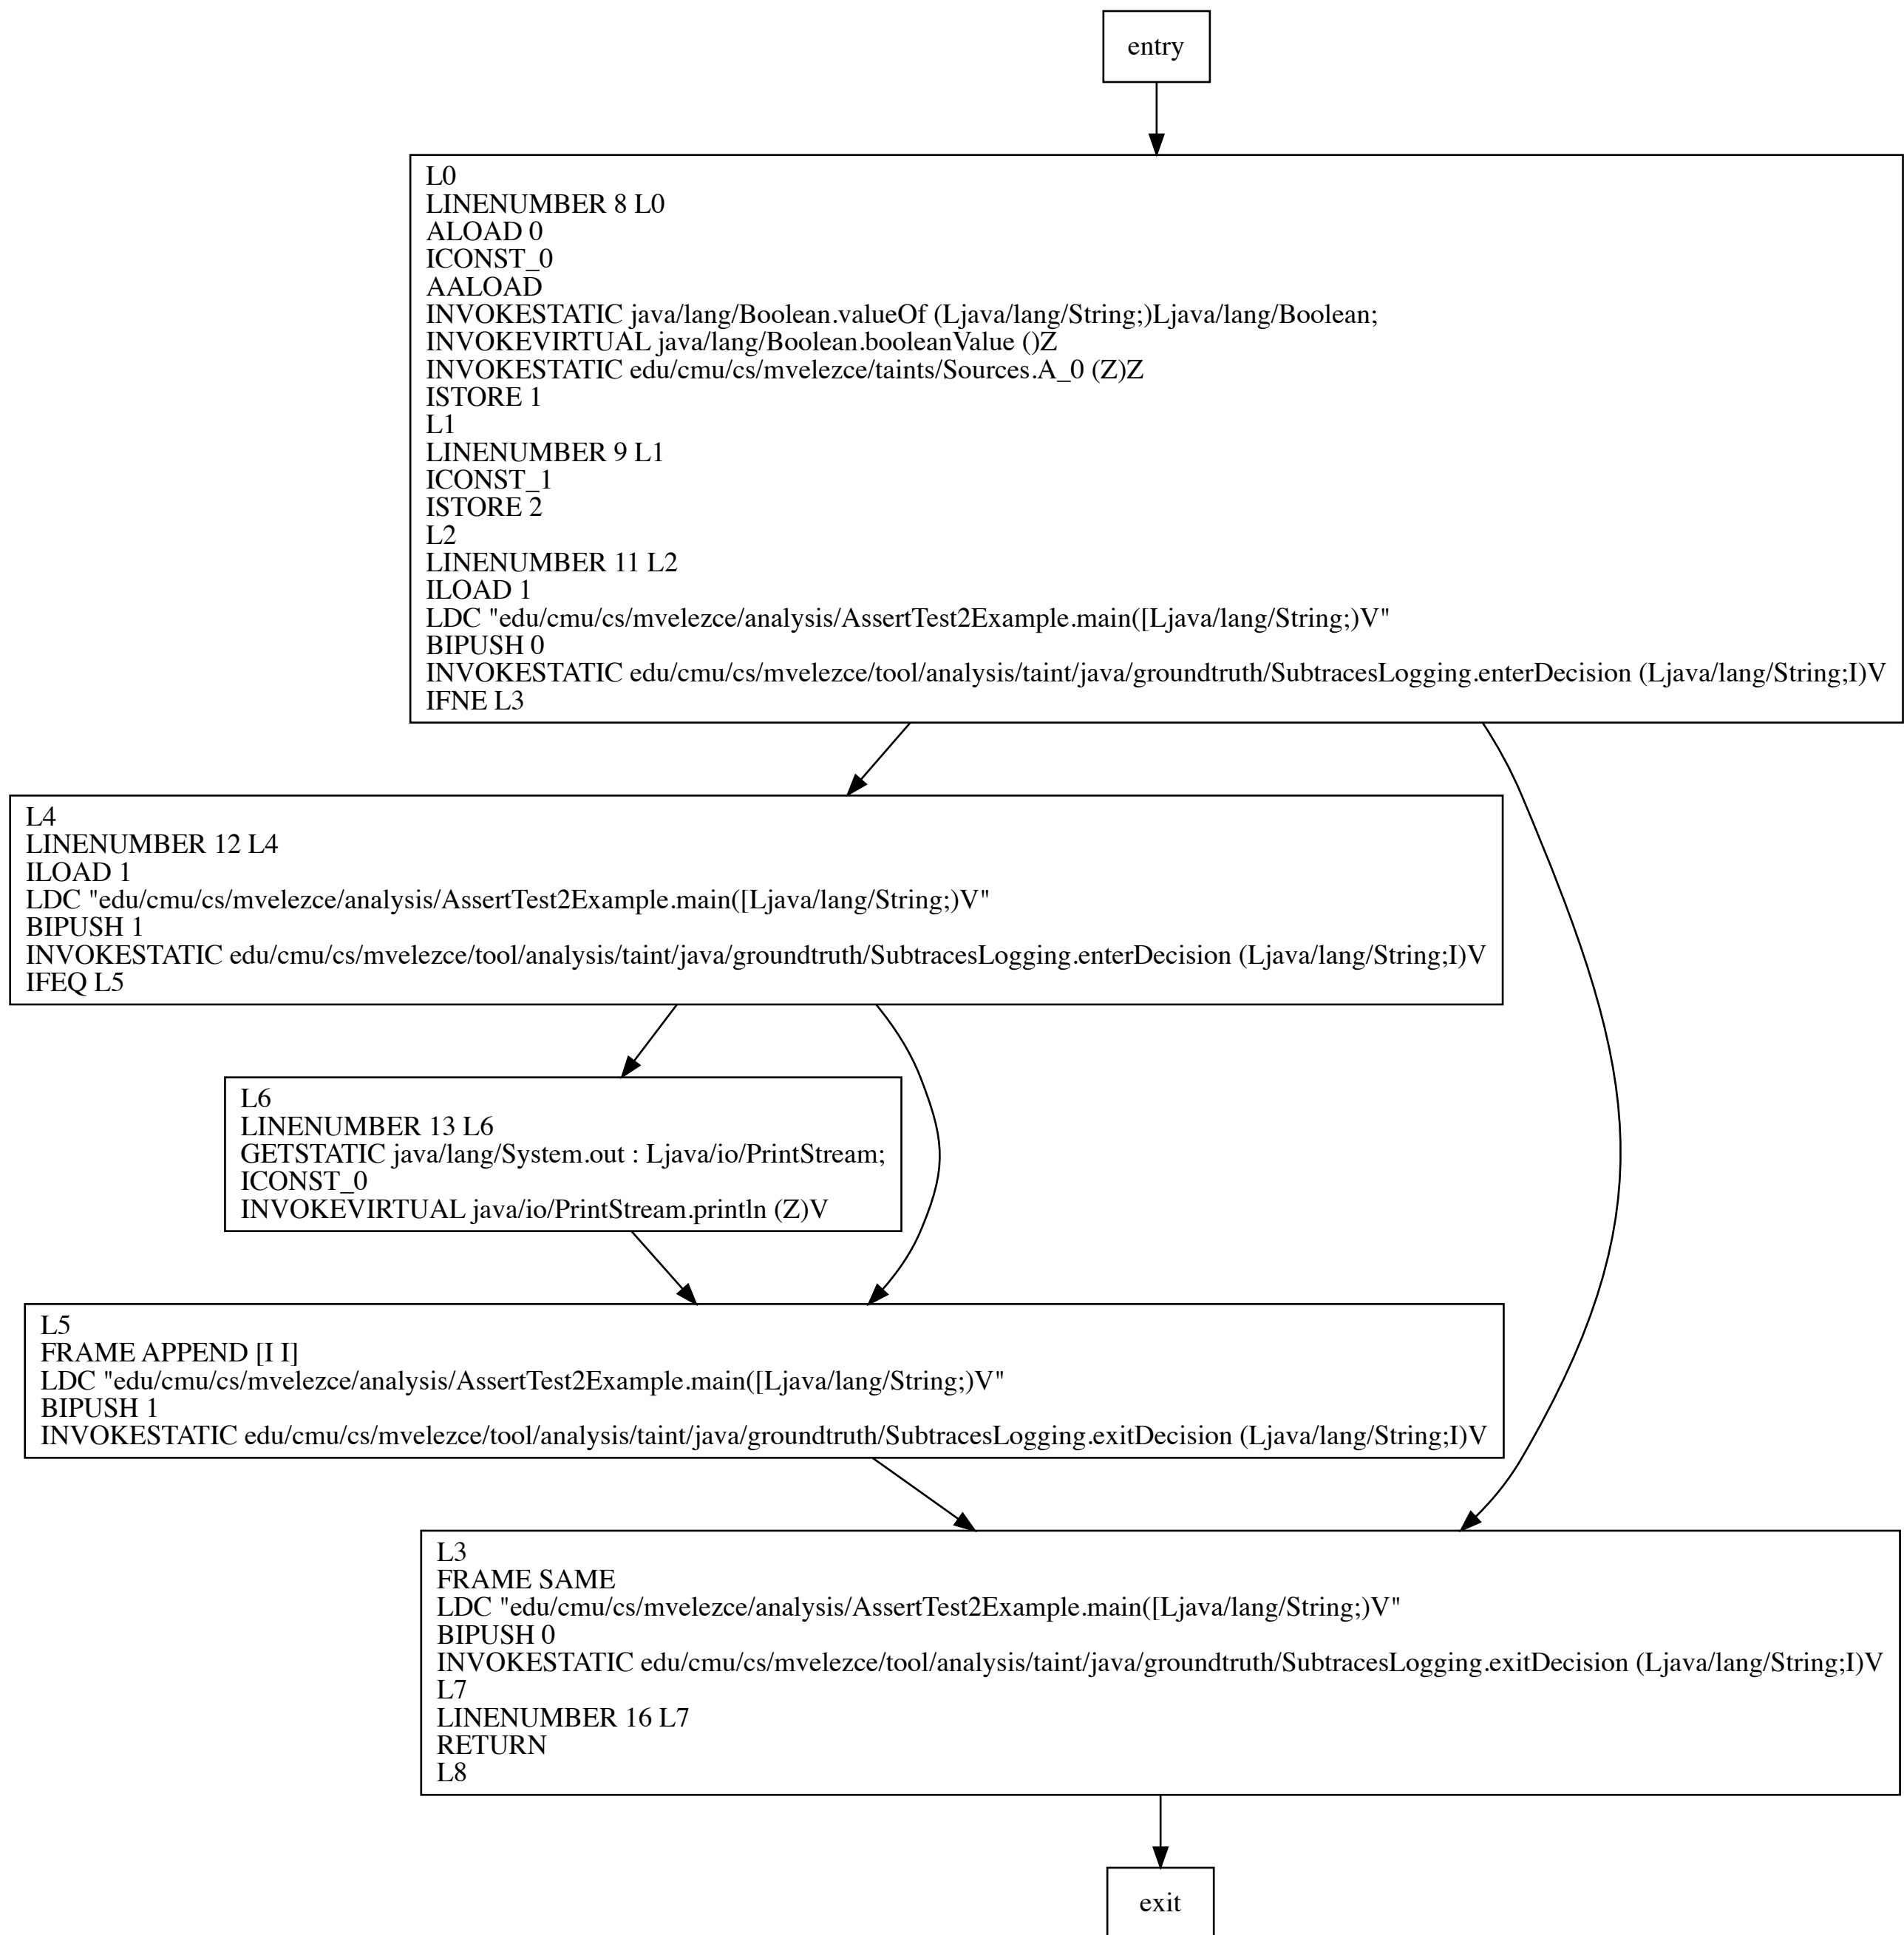 entry
L0
LINENUMBER 8 L0
ALOAD 0
ICONST_0
AALOAD
INVOKESTATIC java/lang/Boolean.valueOf (Ljava/lang/String;)Ljava/lang/Boolean;
INVOKEVIRTUAL java/lang/Boolean.booleanValue ()Z
INVOKESTATIC edu/cmu/cs/mvelezce/taints/Sources.A_0 (Z)Z
ISTORE 1
L1
LINENUMBER 9 L1
ICONST_1
ISTORE 2
L2
LINENUMBER 11 L2
ILOAD 1
LDC "edu/cmu/cs/mvelezce/analysis/AssertTest2Example.main([Ljava/lang/String;)V"
BIPUSH 0
INVOKESTATIC edu/cmu/cs/mvelezce/tool/analysis/taint/java/groundtruth/SubtracesLogging.enterDecision (Ljava/lang/String;I)V
IFNE L3
L4
LINENUMBER 12 L4
ILOAD 1
LDC "edu/cmu/cs/mvelezce/analysis/AssertTest2Example.main([Ljava/lang/String;)V"
BIPUSH 1
INVOKESTATIC edu/cmu/cs/mvelezce/tool/analysis/taint/java/groundtruth/SubtracesLogging.enterDecision (Ljava/lang/String;I)V
IFEQ L5
L6
LINENUMBER 13 L6
GETSTATIC java/lang/System.out : Ljava/io/PrintStream;
ICONST_0
INVOKEVIRTUAL java/io/PrintStream.println (Z)V
L5
FRAME APPEND [I I]
LDC "edu/cmu/cs/mvelezce/analysis/AssertTest2Example.main([Ljava/lang/String;)V"
BIPUSH 1
INVOKESTATIC edu/cmu/cs/mvelezce/tool/analysis/taint/java/groundtruth/SubtracesLogging.exitDecision (Ljava/lang/String;I)V
L3
FRAME SAME
LDC "edu/cmu/cs/mvelezce/analysis/AssertTest2Example.main([Ljava/lang/String;)V"
BIPUSH 0
INVOKESTATIC edu/cmu/cs/mvelezce/tool/analysis/taint/java/groundtruth/SubtracesLogging.exitDecision (Ljava/lang/String;I)V
L7
LINENUMBER 16 L7
RETURN
L8
exit